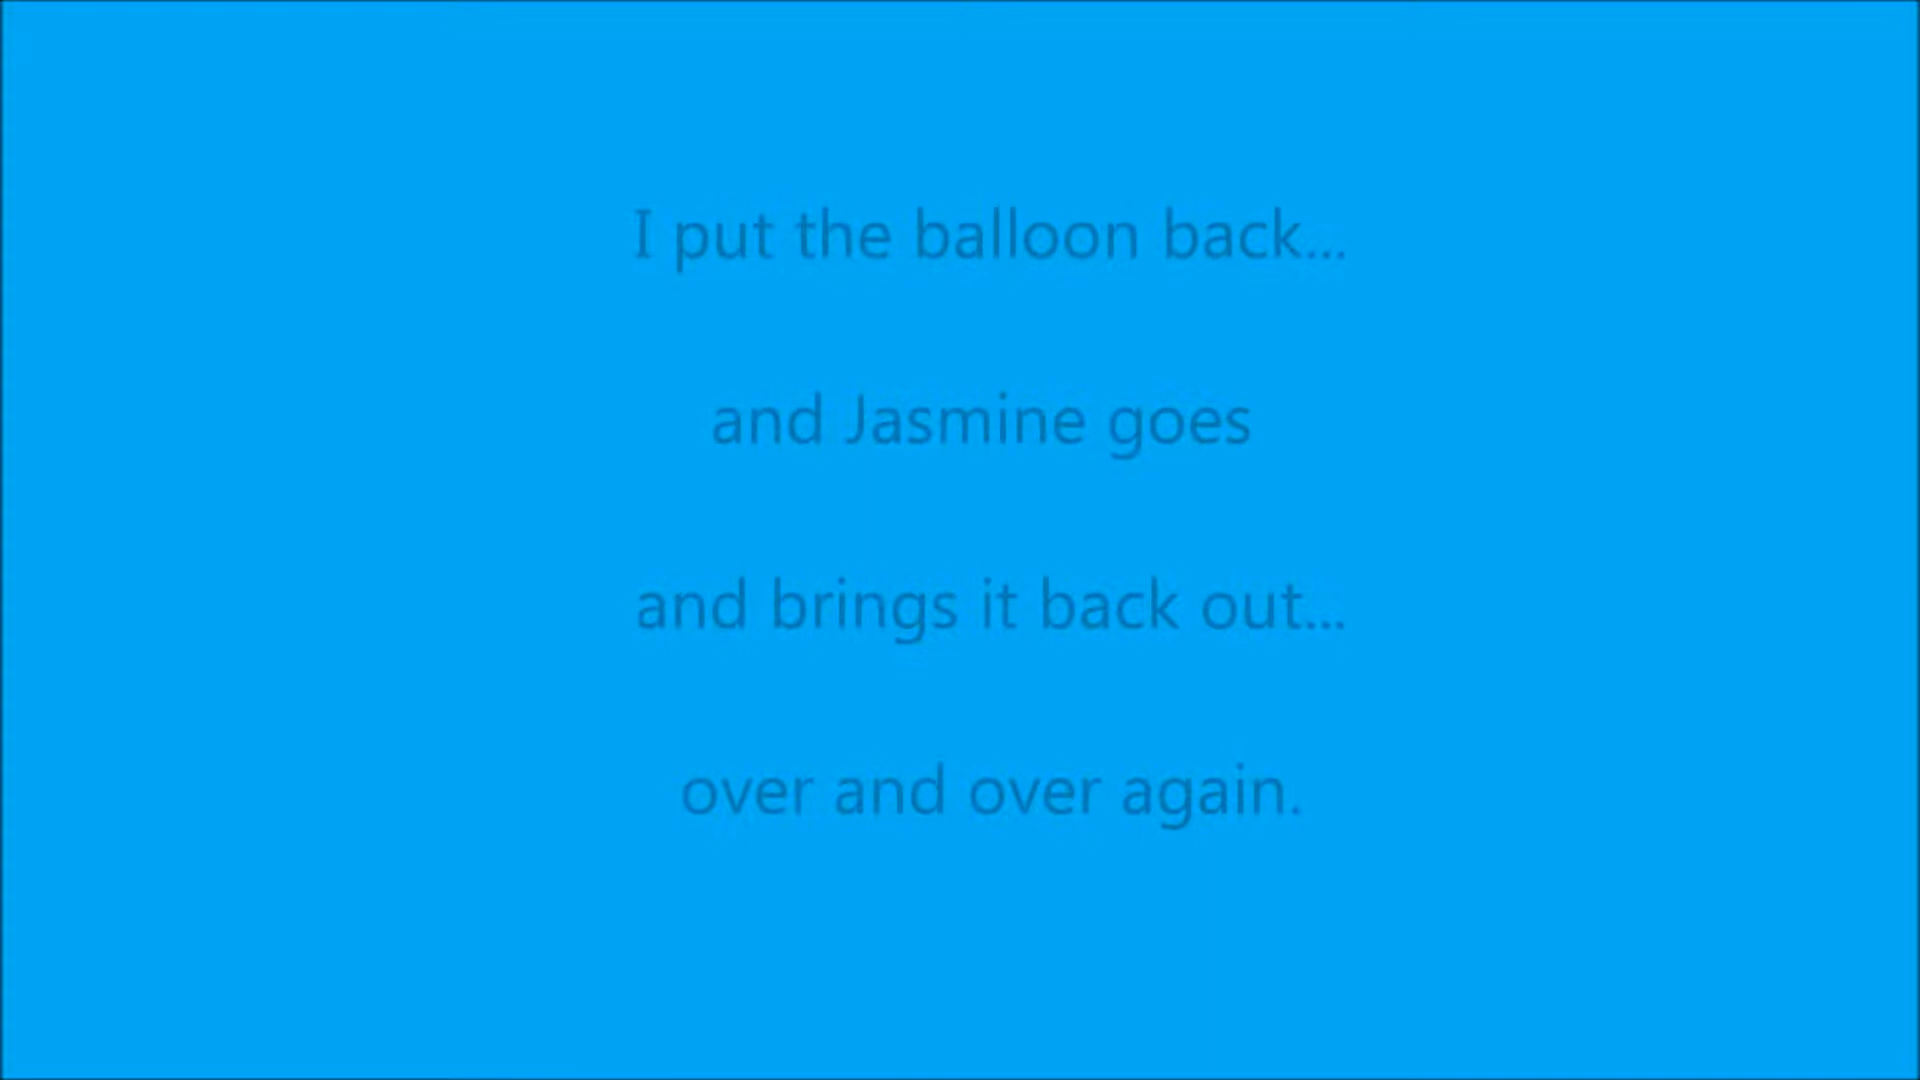 I put the balloon back...
and Jasmine goes
and brings it back out...
over and over again.